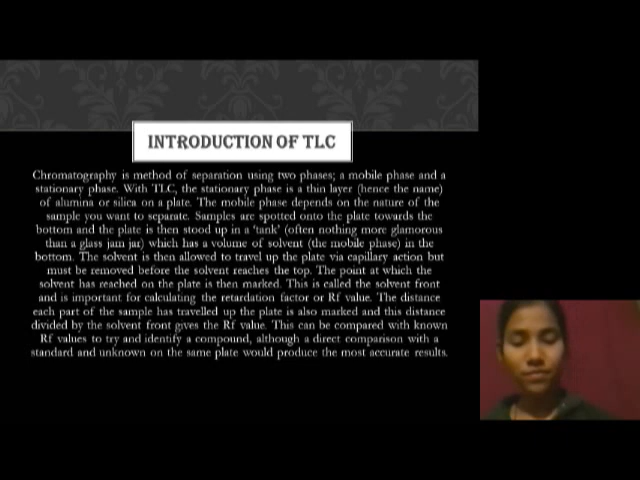 INTRODUCTION OF TLC
Chromatography is method of separation using two phases; a mobile phase and a
stationary phase. With TLC, the stationary phase is a thin layer (hence the name)
of alumina or silica on a plate. The mobile phase depends on the nature of the
sample you want to separate. Samples are spotted onto the plate towards the
bottom and the plate is then stood up in a 'tank' (often nothing more glamorous
than a glass jam jar) which has a volume of solvent (the mobile phase) in the
bottom. The solvent is then allowed to travel up the plate via capillary action but
must be removed before the solvent reaches the top. The point at which the
solvent has reached on the plate is then marked. This is called the solvent front
and is important for calculating the retardation factor or Rf value. The distance
each part of the sample has travelled up the plate is also marked and this distance
divided by the solvent front gives the Rf value. This can be compared with known
Rf values to try and identify a compound, although a direct comparison with a
standard and unknown on the same plate would produce the most accurate results.